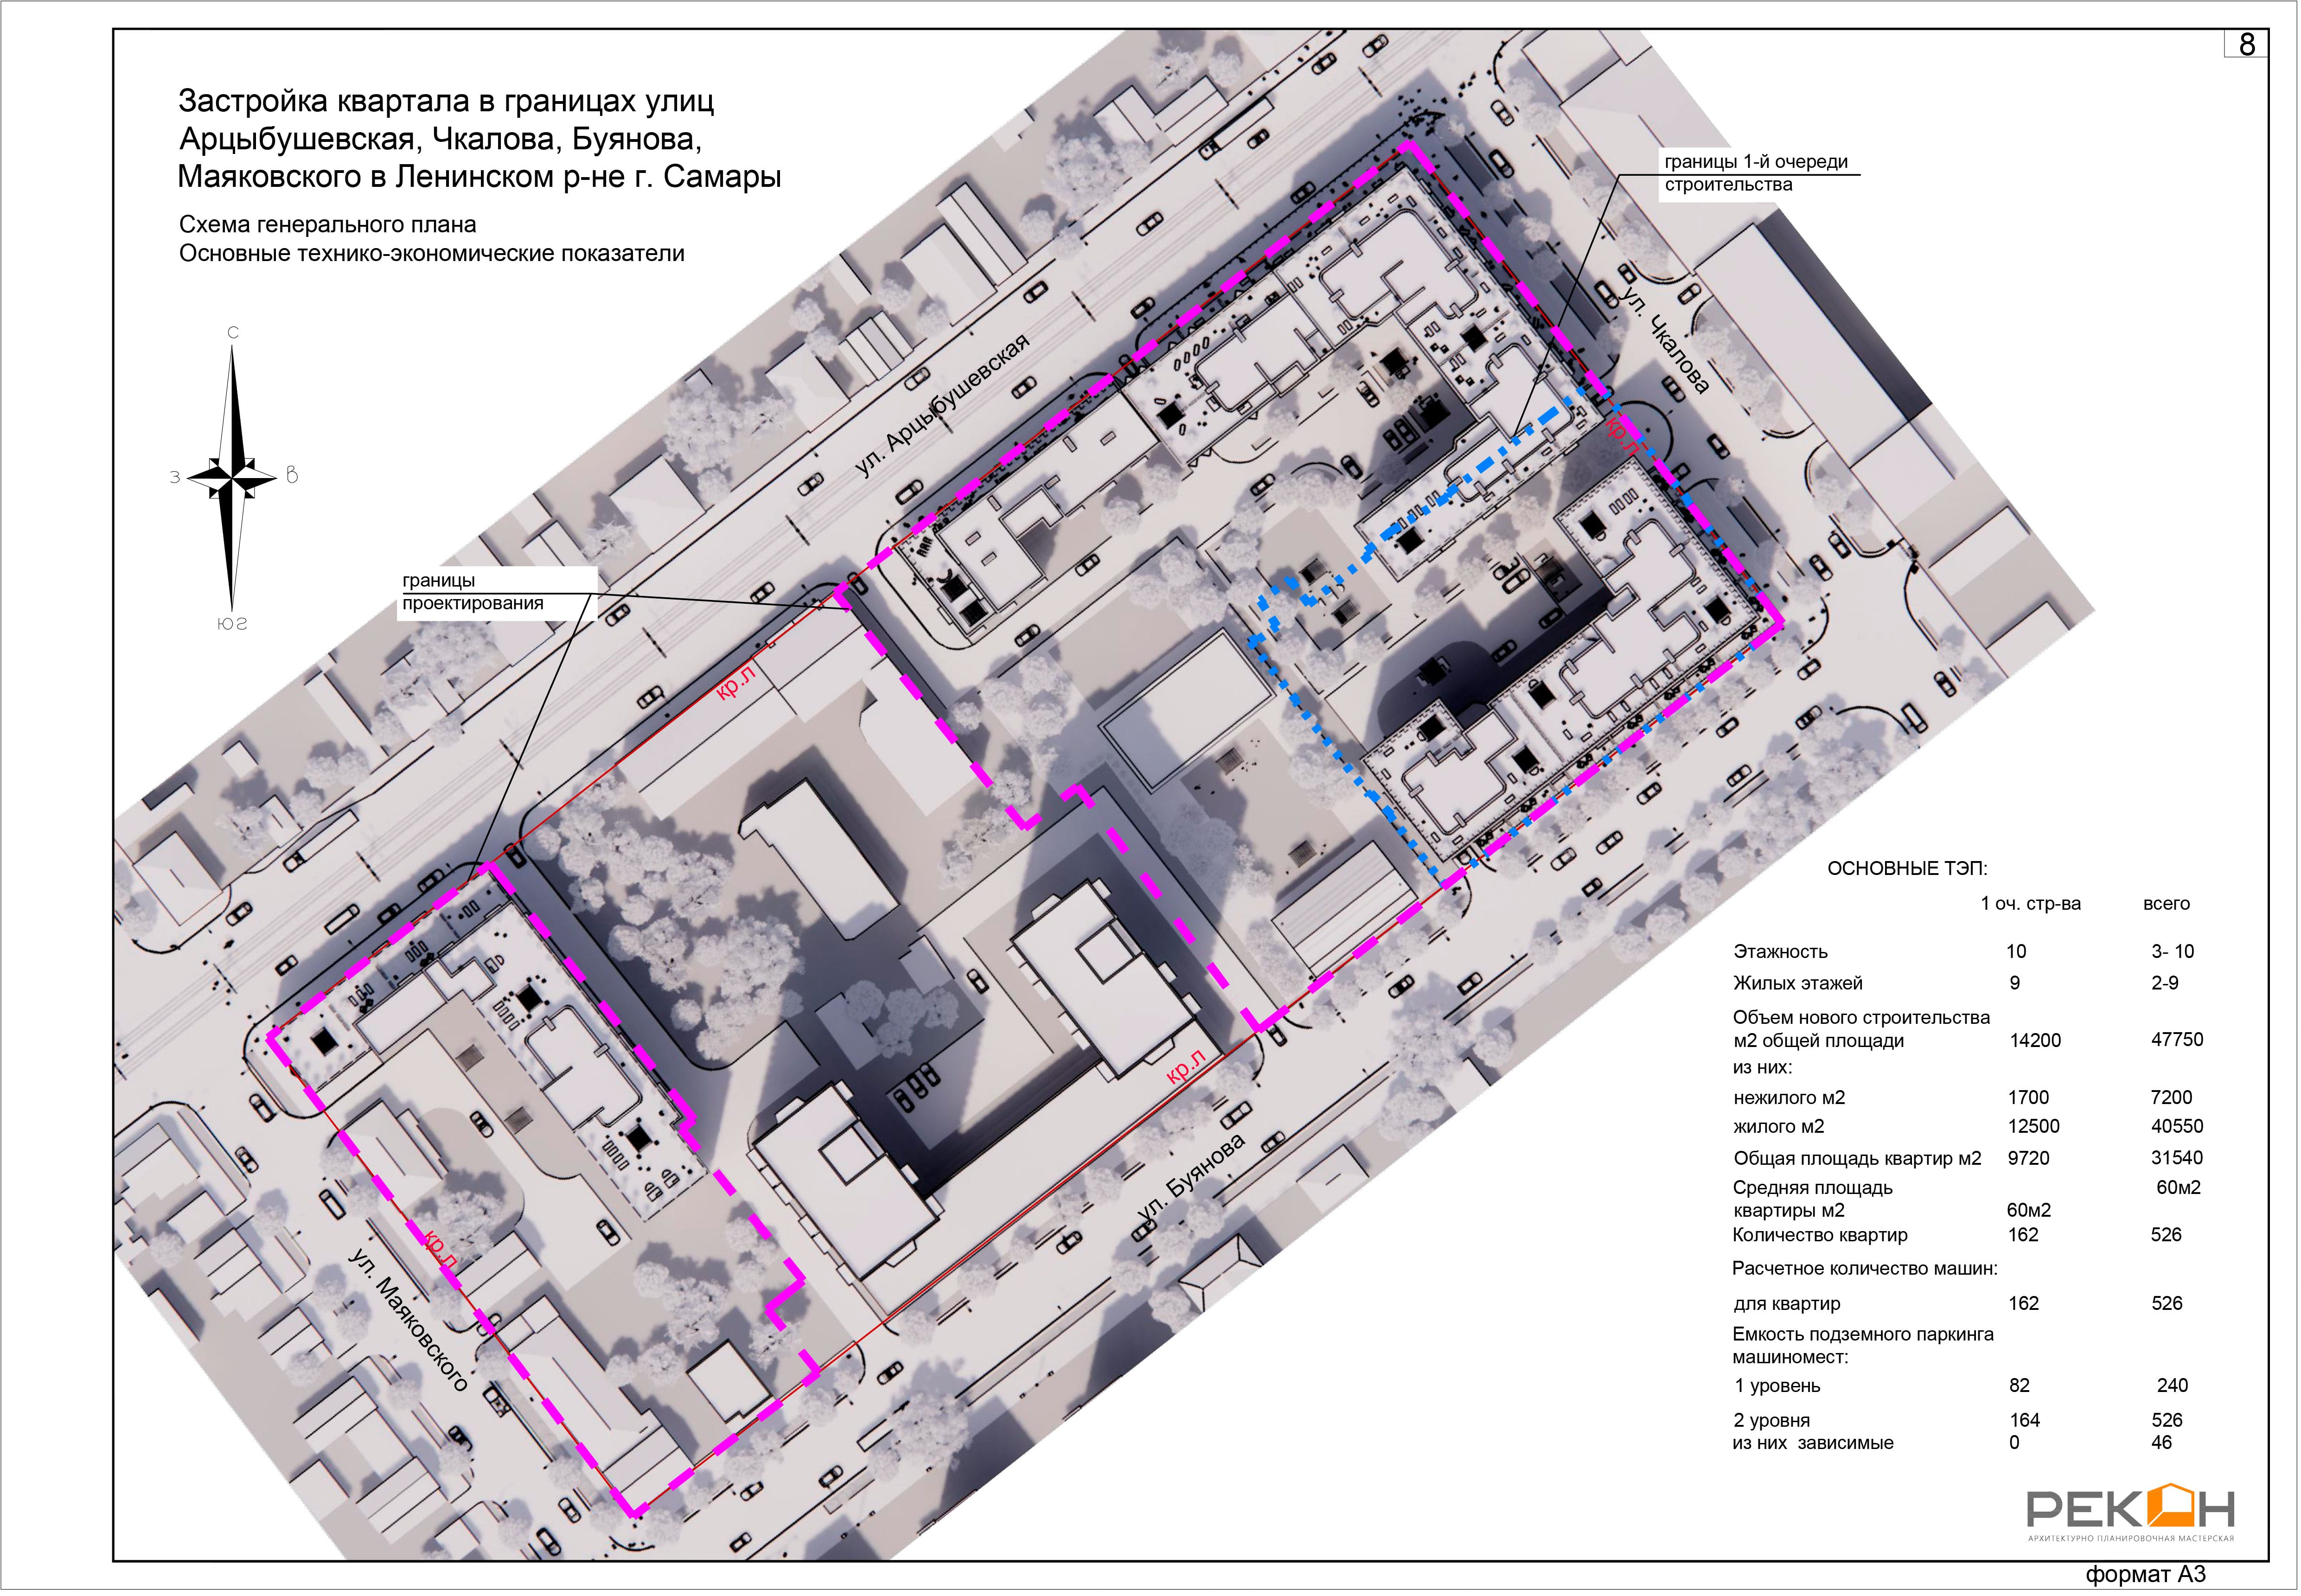 8
Застройка квартала в границах улиц
Арцыбушевская, Чкалова, Буянова,
Маяковского в Ленинском р-не г. Самары
Схема генерального плана
Основные технико-экономические показатели
границы 1-й очереди
строительства
с
з
в
юг
ул. Чкалова
ул. Арцыбушевская
кр.л
границы
проектирования
кр.л
кр.л
ул. Буянова
кр.л
ул. Маяковского
ОСНОВНЫЕ ТЭП:
1 оч. стр-ва всего
Этажность 10 3- 10
Жилых этажей 9 2-9
Объем нового строительства
м2 общей площади 14200 47750
из них:
нежилого м2 1700 7200
жилого м2 12500 40550
Общая площадь квартир м2 9720 31540
Средняя площадь 60м2
квартиры м2 60м2
Количество квартир 162 526
Расчетное количество машин:
для квартир 162 526
Емкость подземного паркинга
машиномест:
1 уровень 82 240
2 уровня 164 526
из них зависимые 0 46
РЕКОН
АРХИТЕКТУРНО ПЛАНИРОВОЧНАЯ МАСТЕРСКАЯ
формат А3